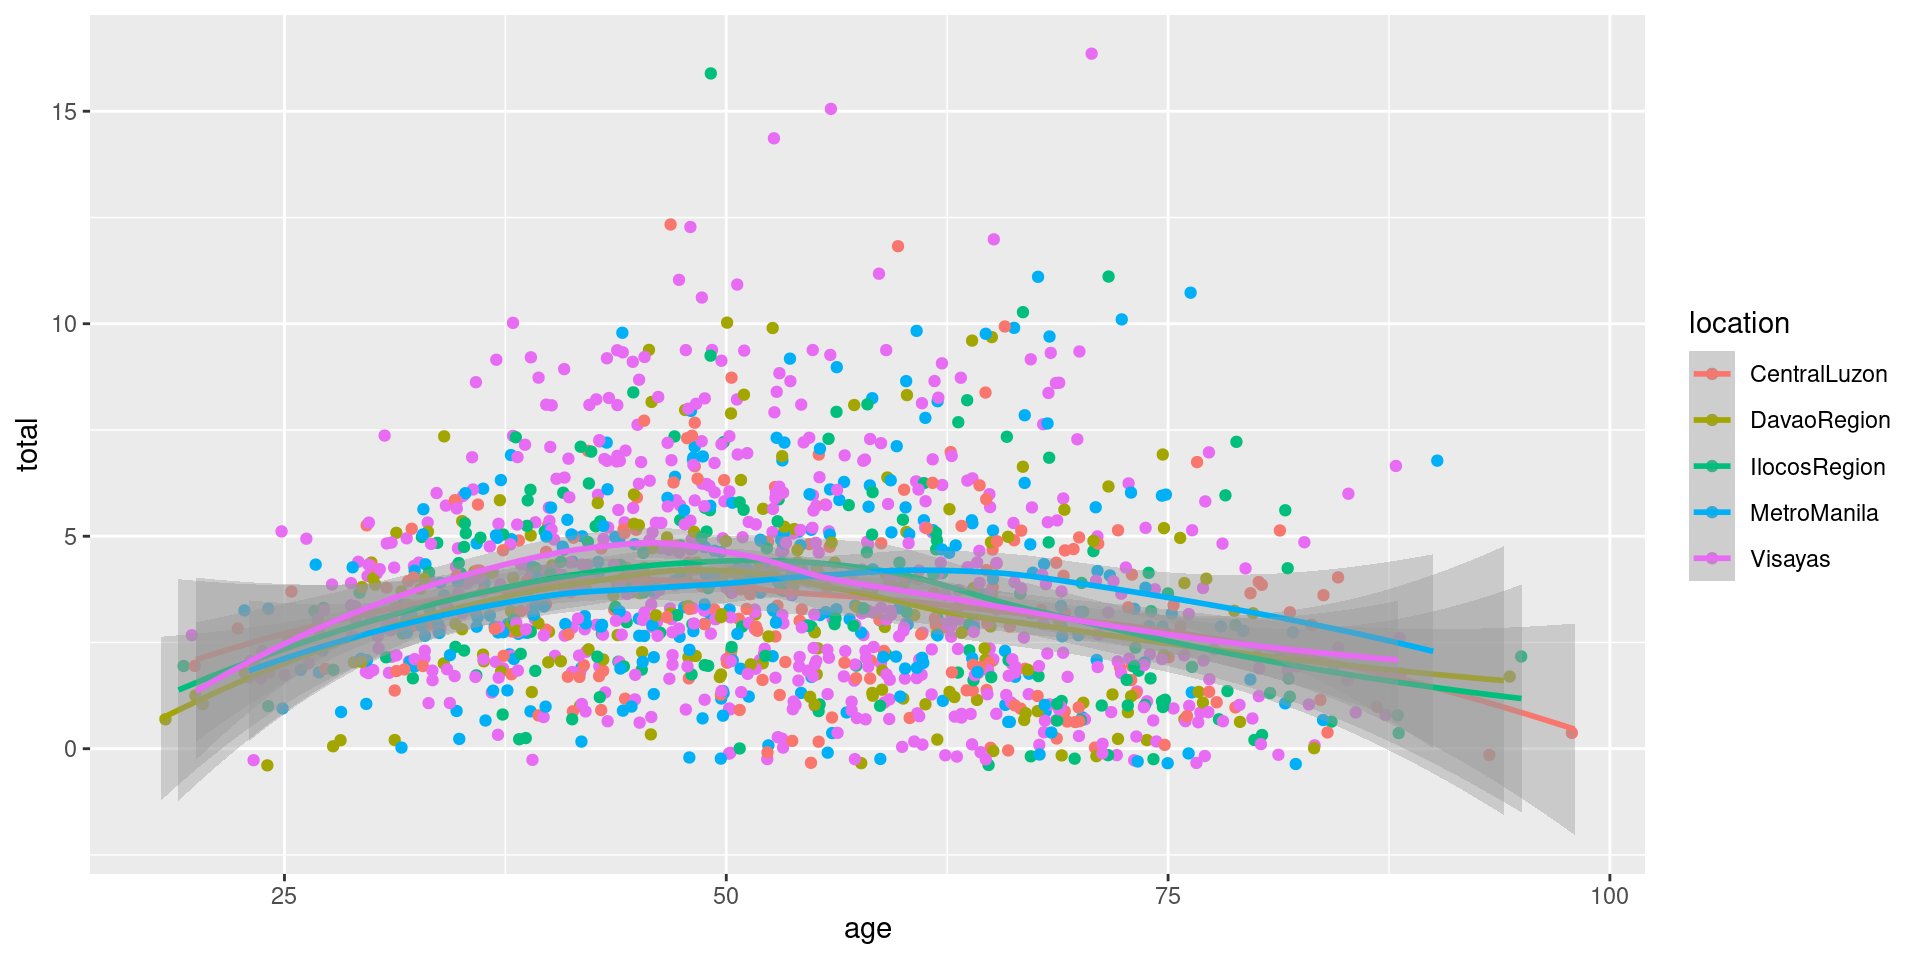 15
10
5
0
total
25
50
75
100
age
location
CentralLuzon
DavaoRegion
IlocosRegion
MetroManila
Visayas